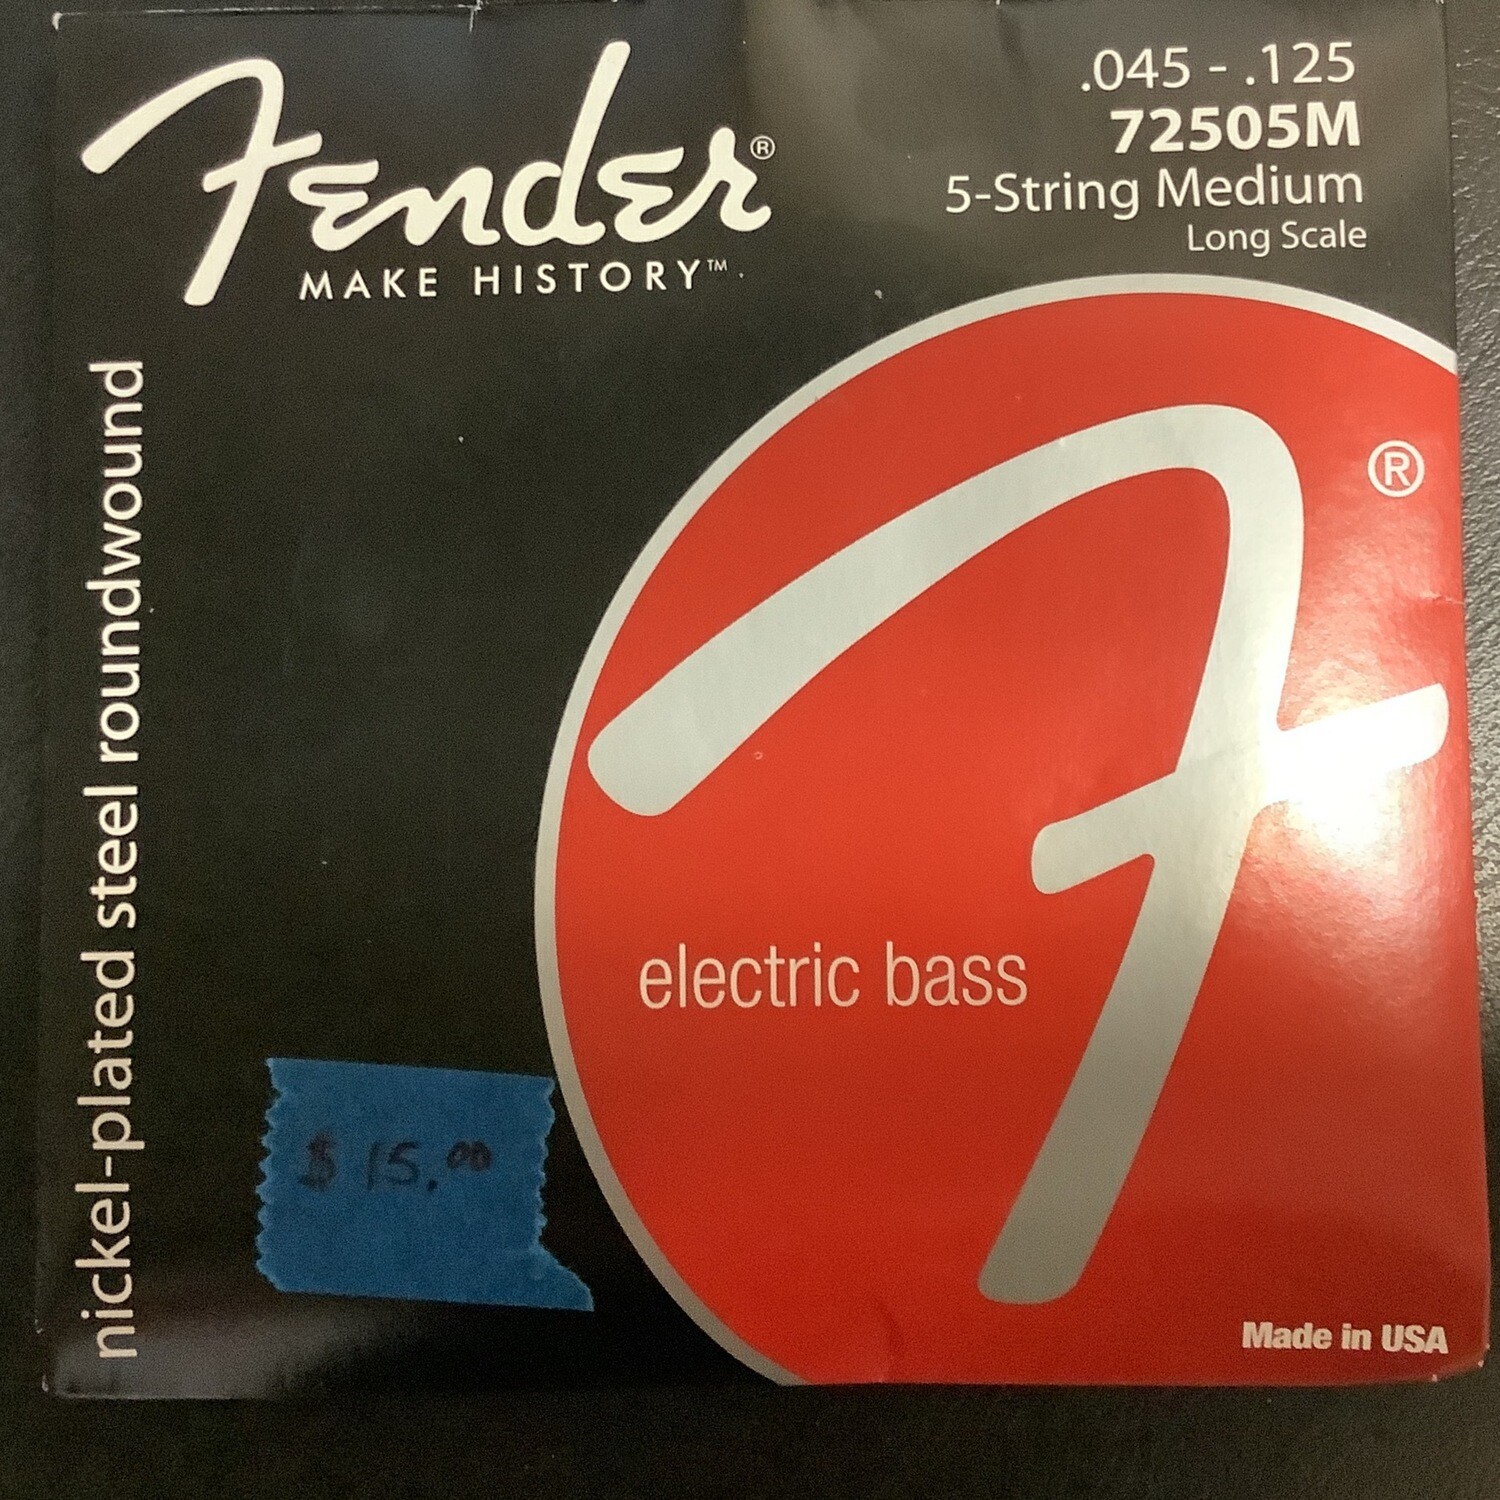 Fender®
MAKE HISTORY™
.045 - .125
72505M
5-String Medium
Long Scale
nickel-plated steel roundwound
®
electric bass
$ 15.00
Made in USA